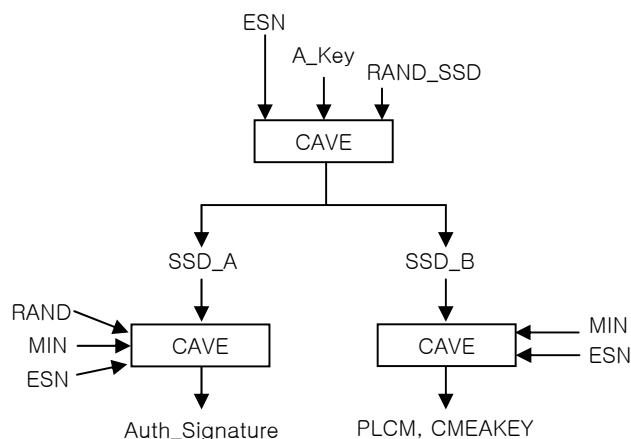 ESN
A_Key
RAND_SSD
CAVE
SSD_A
SSD_B
RAND
MIN
ESN
CAVE
CAVE
MIN
ESN
Auth_Signature
PLCM, CMEAKEY